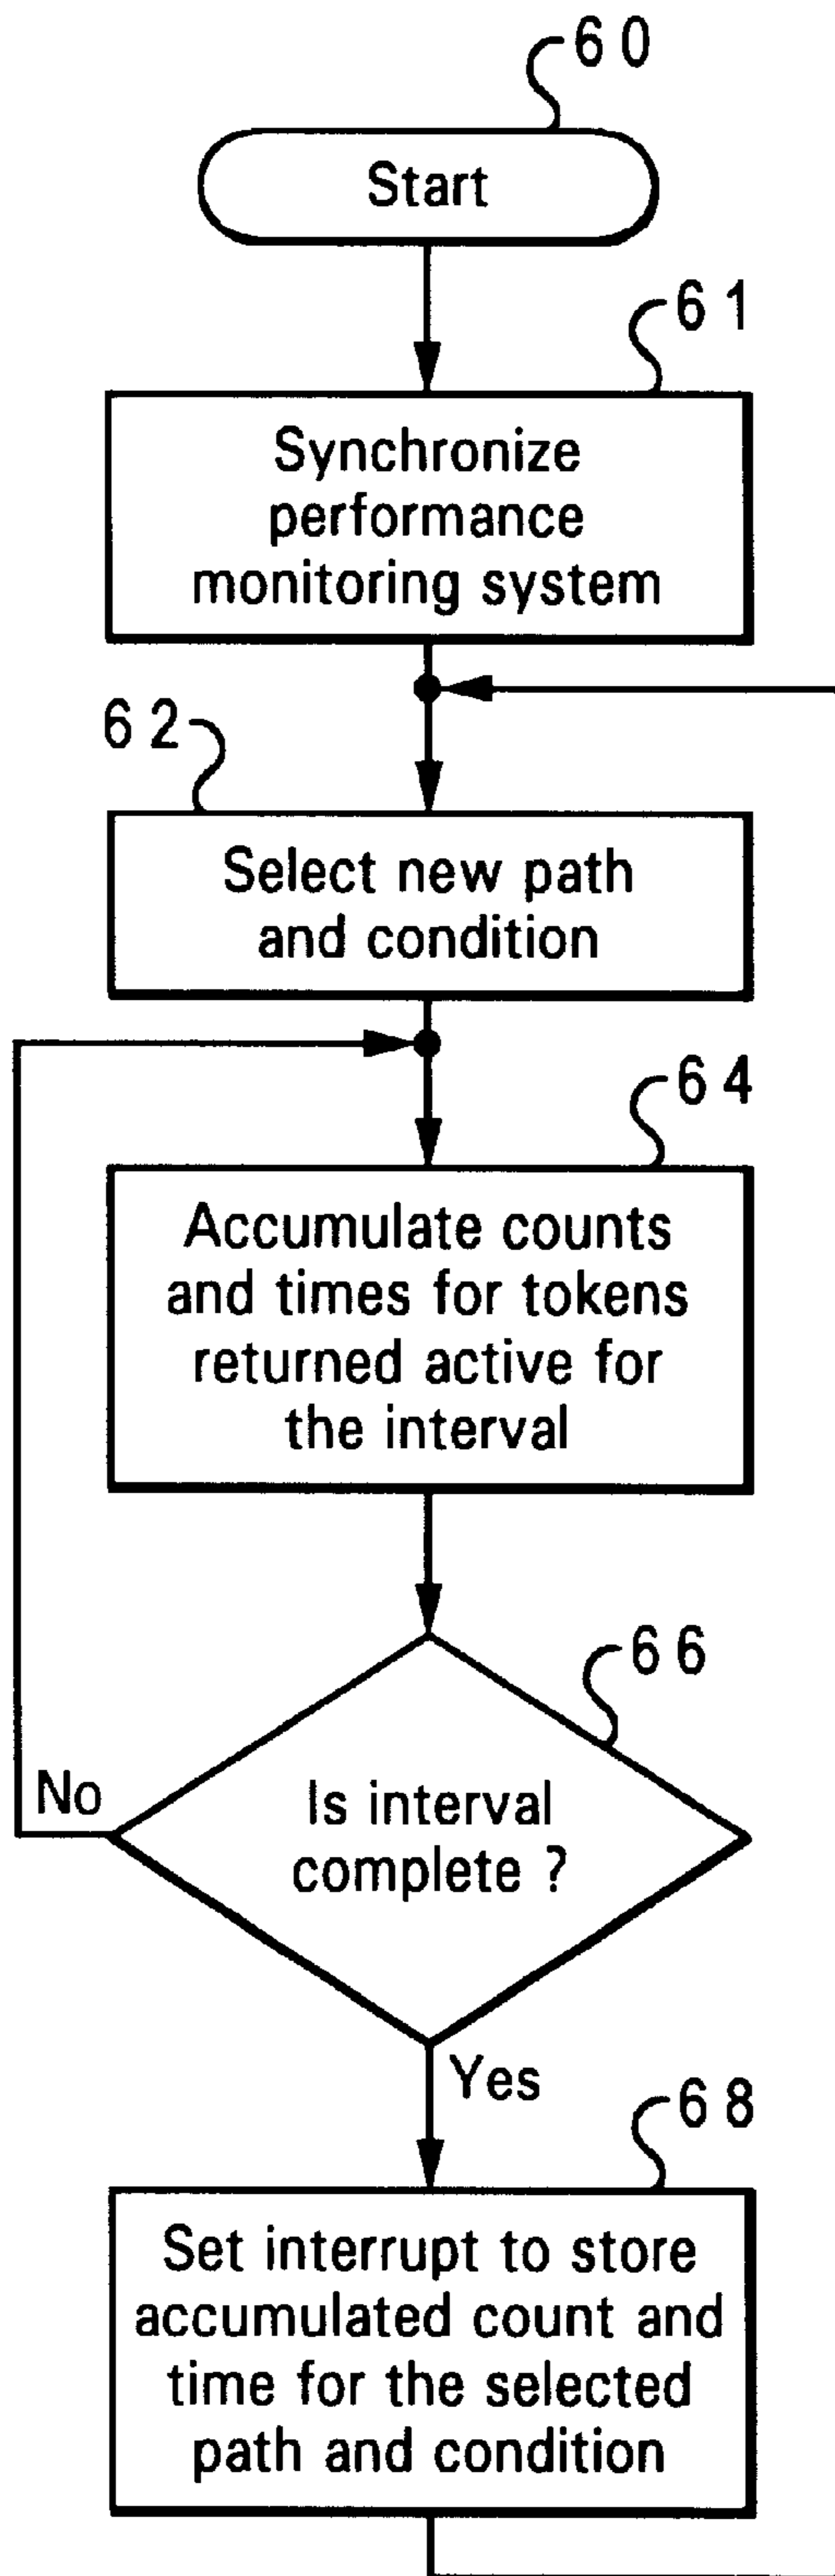 60
Start
61
Synchronize
performance
monitoring system
62
Select new path
and condition
64
Accumulate counts
and times for tokens
returned active for
the interval
66
No
Is interval
complete ?
Yes
68
Set interrupt to store
accumulated count and
time for the selected
path and condition